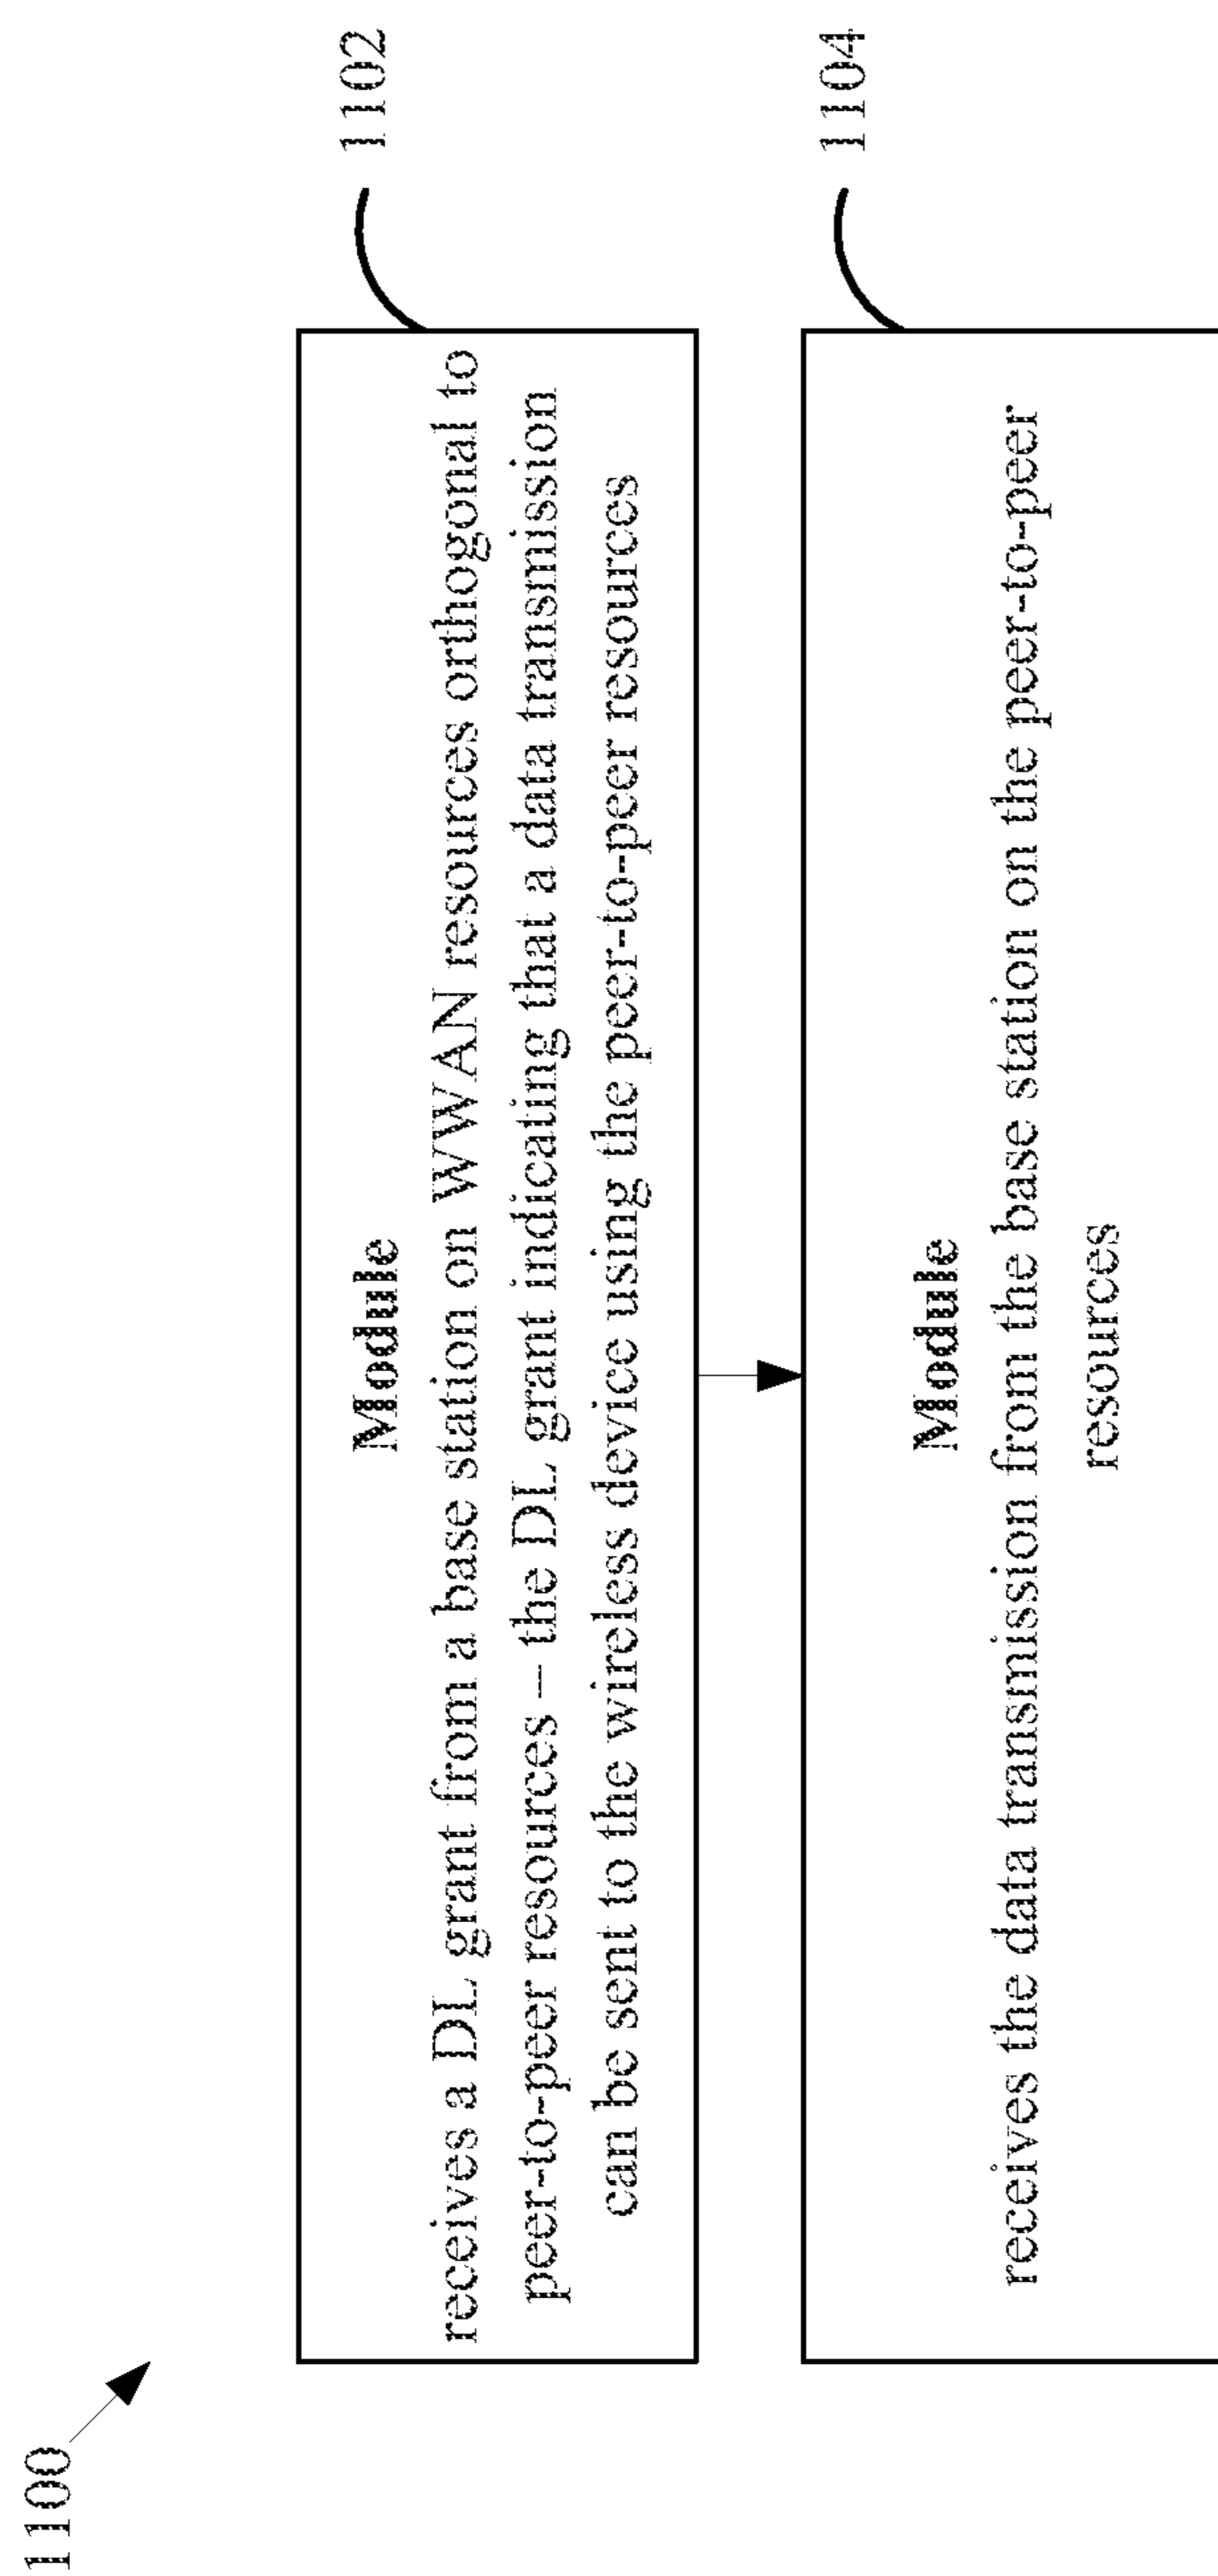 1100
1102
Module
receives a DL grant from a base station on WWAN resources orthogonal to
peer-to-peer resources – the DL grant indicating that a data transmission
can be sent to the wireless device using the peer-to-peer resources
1104
Module
receives the data transmission from the base station on the peer-to-peer
resources